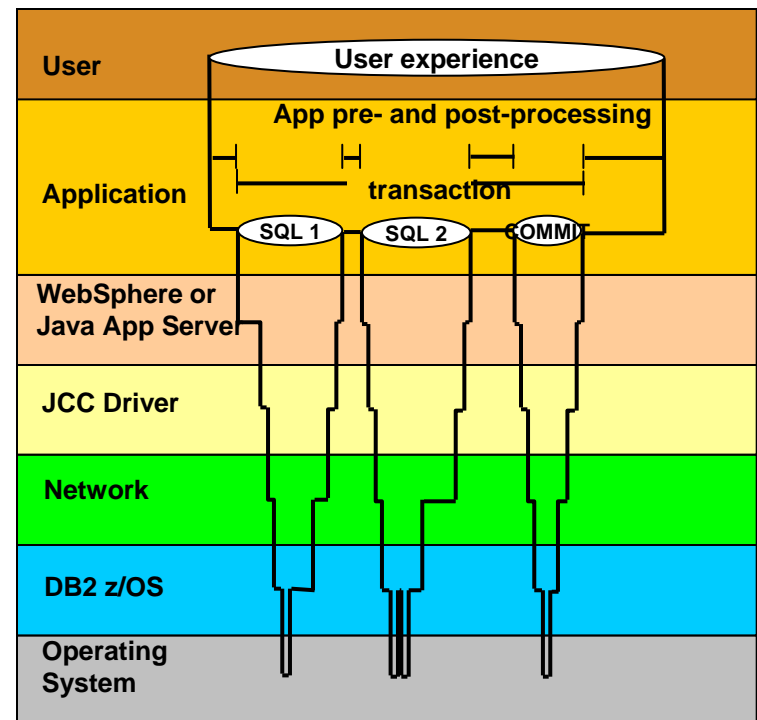 User
User experience
App pre- and post-processing
Application
transaction
SQL 1
SQL 2
COMMIT
WebSphere or
Java App Server
JCC Driver
Network
DB2 z/OS
Operating
System